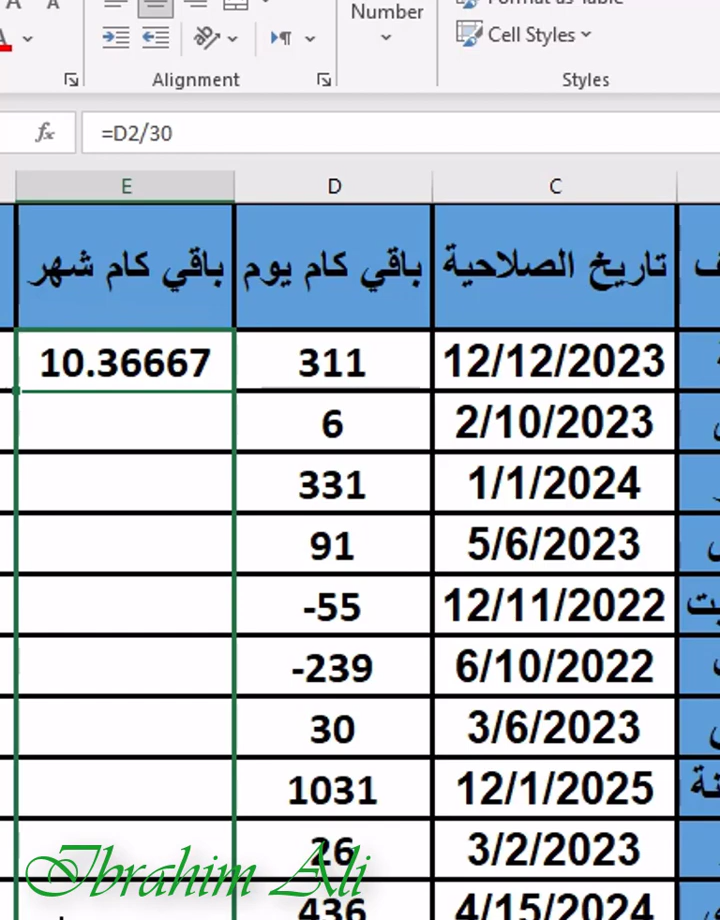 Number
Format as Table
Cell Styles
Alignment
Styles
fx
=D2/30
E D C
باقي كام شهر باقي كام يوم تاريخ الصلاحية
10.36667 311 12/12/2023
6 2/10/2023
331 1/1/2024
91 5/6/2023
-55 12/11/2022
-239 6/10/2022
30 3/6/2023
1031 12/1/2025
26 3/2/2023
436 4/15/2024
Ibrahim Ali